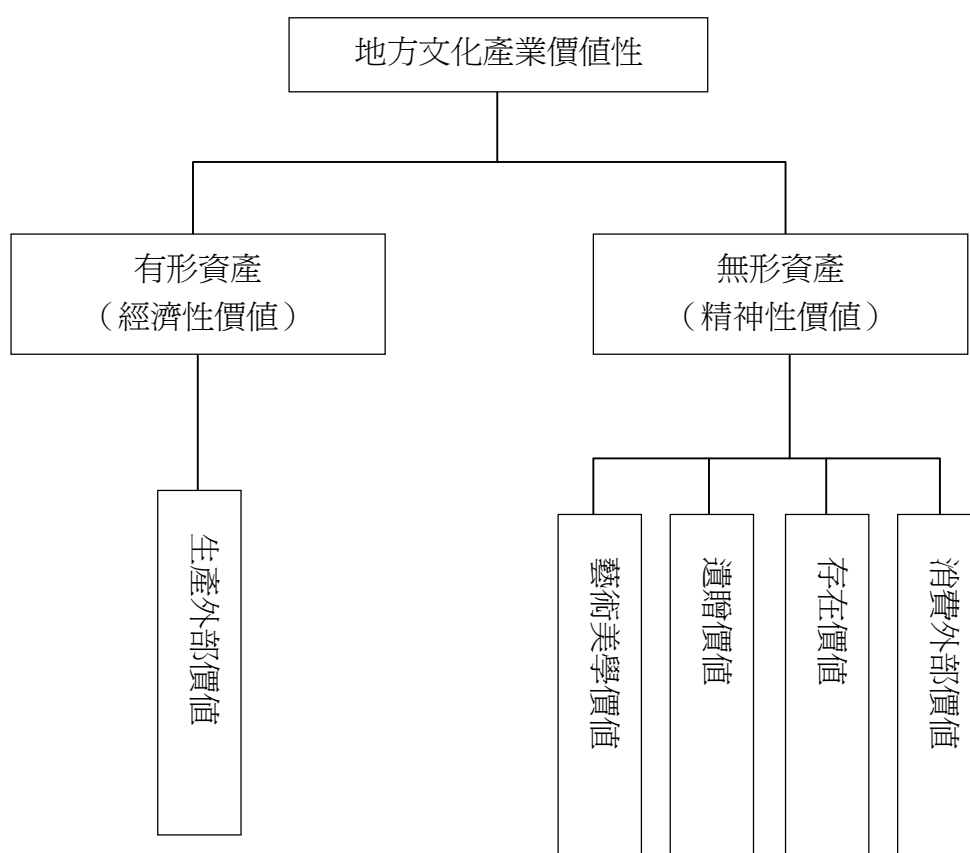 地方文化產業價值性
有形資產
（經濟性價值）
無形資產
（精神性價值）
生產外部價值
藝術美學價值
遺贈價值
存在價值
消費外部價值